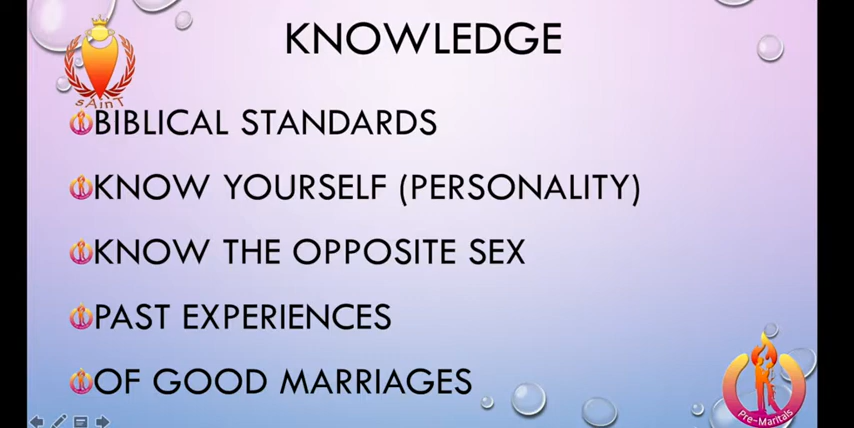 KNOWLEDGE
sAinT
BIBLICAL STANDARDS
KNOW YOURSELF (PERSONALITY)
KNOW THE OPPOSITE SEX
PAST EXPERIENCES
OF GOOD MARRIAGES
Pre-Maritals